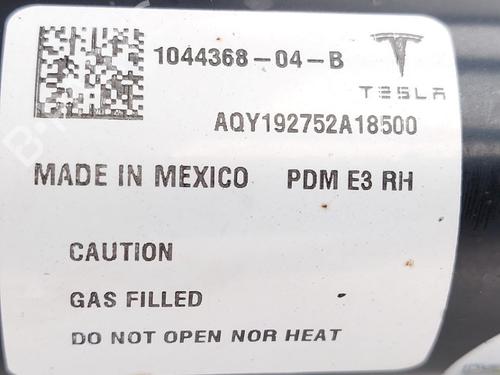 1044368-04-B
TESLA
AQY192752A18500
MADE IN MEXICO PDM E3 RH
CAUTION
GAS FILLED
DO NOT OPEN NOR HEAT